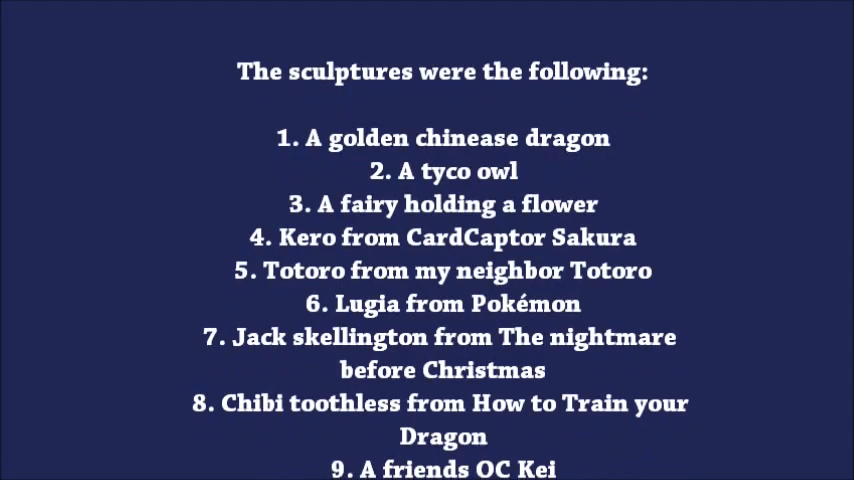 The sculptures were the following:
1. A golden chinease dragon
2. A tyco owl
3. A fairy holding a flower
4. Kero from CardCaptor Sakura
5. Totoro from my neighbor Totoro
6. Lugia from Pokémon
7. Jack skellington from The nightmare
before Christmas
8. Chibi toothless from How to Train your
Dragon
9. A friends OC Kei